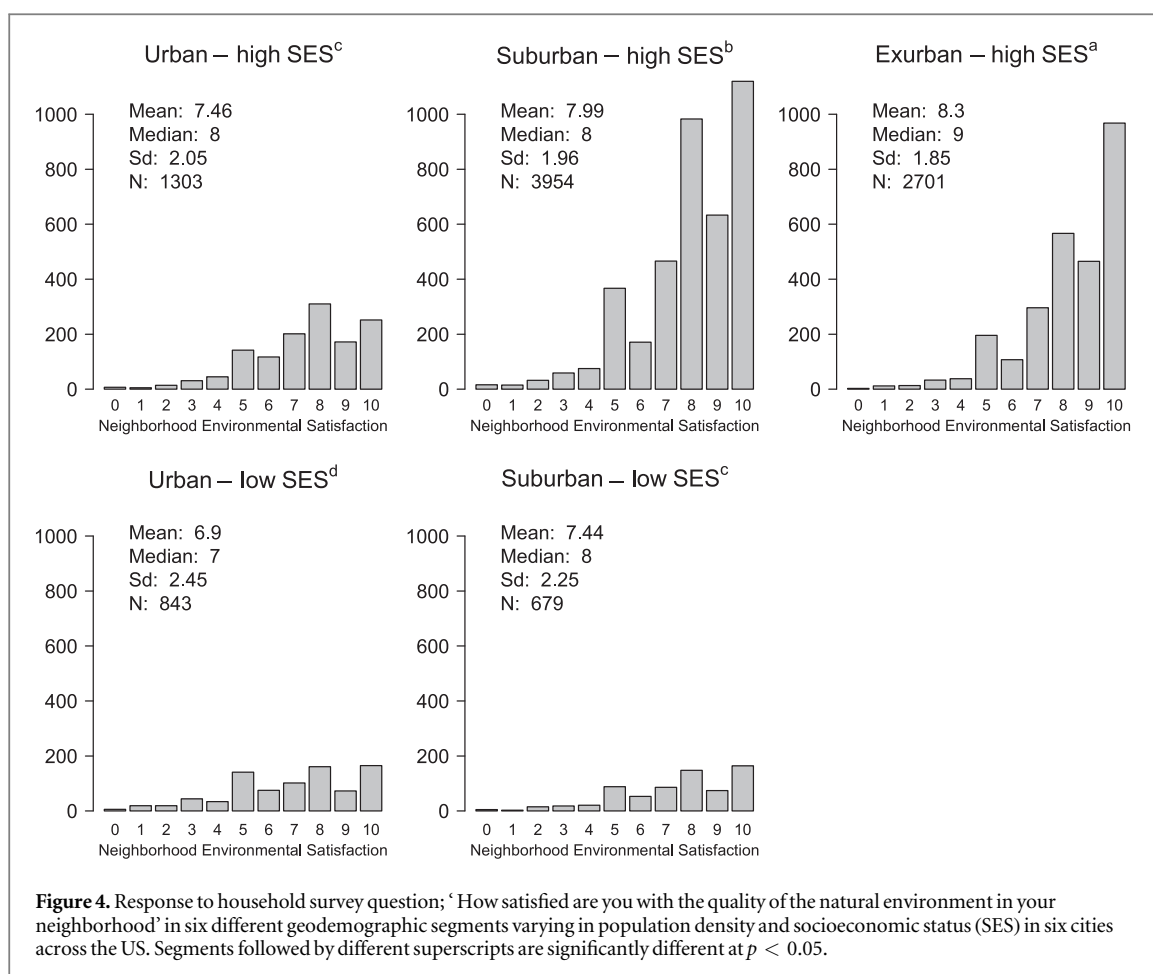 Urban – high SESc
Mean: 7.46
Median: 8
Sd: 2.05
N: 1303
1000
800
600
400
200
0
0 1 2 3 4 5 6 7 8 9 10
Neighborhood Environmental Satisfaction
Suburban – high SESb
Mean: 7.99
Median: 8
Sd: 1.96
N: 3954
1000
800
600
400
200
0
0 1 2 3 4 5 6 7 8 9 10
Neighborhood Environmental Satisfaction
Exurban – high SESa
Mean: 8.3
Median: 9
Sd: 1.85
N: 2701
1000
800
600
400
200
0
0 1 2 3 4 5 6 7 8 9 10
Neighborhood Environmental Satisfaction
Urban – low SESd
Mean: 6.9
Median: 7
Sd: 2.45
N: 843
1000
800
600
400
200
0
0 1 2 3 4 5 6 7 8 9 10
Neighborhood Environmental Satisfaction
Suburban – low SESc
Mean: 7.44
Median: 8
Sd: 2.25
N: 679
1000
800
600
400
200
0
0 1 2 3 4 5 6 7 8 9 10
Neighborhood Environmental Satisfaction
Figure 4. Response to household survey question; ‘How satisfied are you with the quality of the natural environment in your
neighborhood’ in six different geodemographic segments varying in population density and socioeconomic status (SES) in six cities
across the US. Segments followed by different superscripts are significantly different at p < 0.05.